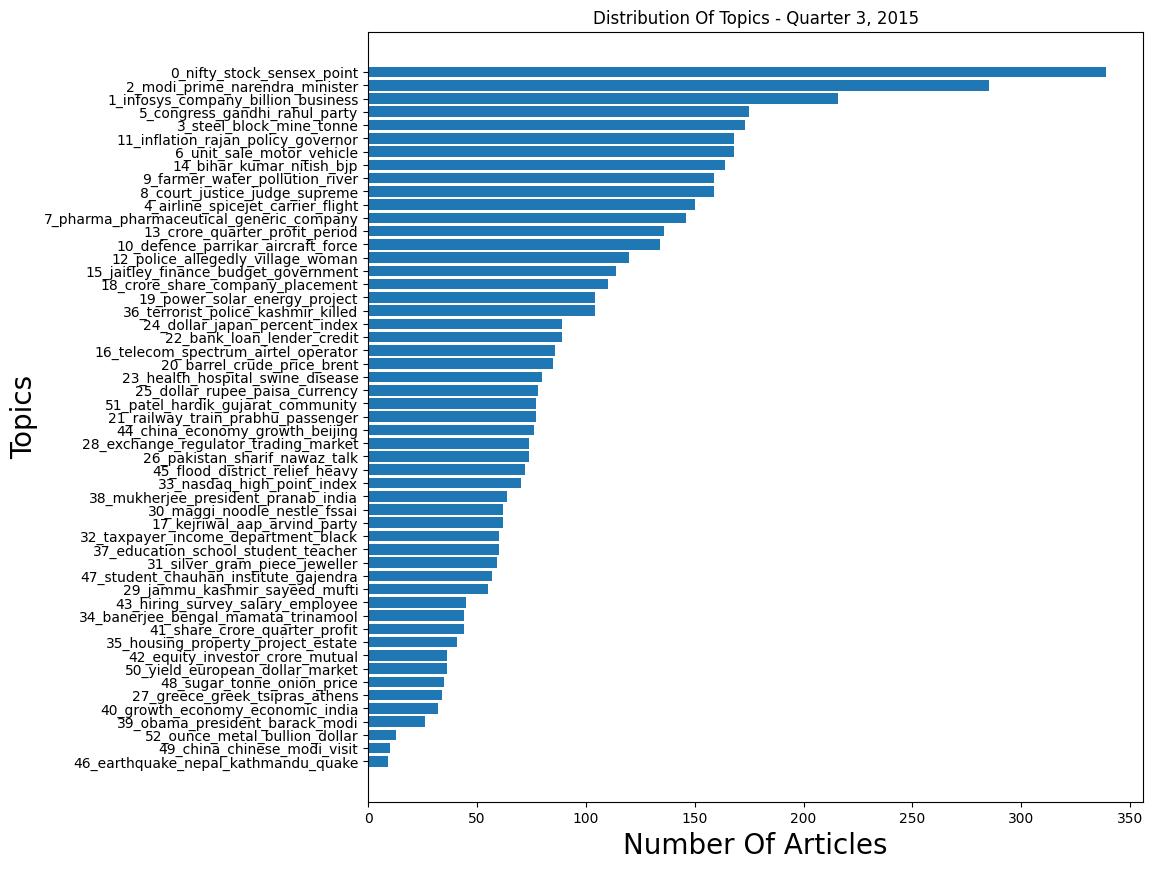 Distribution Of Topics - Quarter 3, 2015
0_nifty_stock_sensex_point
2_modi_prime_narendra_minister
1_infosys_company_billion_business
5_congress_gandhi_rahul_party
3_steel_block_mine_tonne
11_inflation_rajan_policy_governor
6_unit_sale_motor_vehicle
14_bihar_kumar_nitish_bjp
9_farmer_water_pollution_river
8_court_justice_judge_supreme
4_airline_spicejet_carrier_flight
7_pharma_pharmaceutical_generic_company
13_crore_quarter_profit_period
10_defence_parrikar_aircraft_force
12_police_allegedly_village_woman
15_jaitley_finance_budget_government
18_crore_share_company_placement
19_power_solar_energy_project
36_terrorist_police_kashmir_killed
24_dollar_japan_percent_index
22_bank_loan_lender_credit
16_telecom_spectrum_airtel_operator
20_barrel_crude_price_brent
23_health_hospital_swine_disease
25_dollar_rupee_paisa_currency
51_patel_hardik_gujarat_community
21_railway_train_prabhu_passenger
44_china_economy_growth_beijing
28_exchange_regulator_trading_market
26_pakistan_sharif_nawaz_talk
45_flood_district_relief_heavy
33_nasdaq_high_point_index
38_mukherjee_president_pranab_india
30_maggi_noodle_nestle_fssai
17_kejriwal_aap_arvind_party
32_taxpayer_income_department_black
37_education_school_student_teacher
31_silver_gram_piece_jeweller
47_student_chauhan_institute_gajendra
29_jammu_kashmir_sayeed_mufti
43_hiring_survey_salary_employee
34_banerjee_bengal_mamata_trinamool
41_share_crore_quarter_profit
35_housing_property_project_estate
42_equity_investor_crore_mutual
50_yield_european_dollar_market
48_sugar_tonne_onion_price
27_greece_greek_tsipras_athens
40_growth_economy_economic_india
39_obama_president_barack_modi
52_ounce_metal_bullion_dollar
49_china_chinese_modi_visit
46_earthquake_nepal_kathmandu_quake
Topics
0 50 100 150 200 250 300 350
Number Of Articles